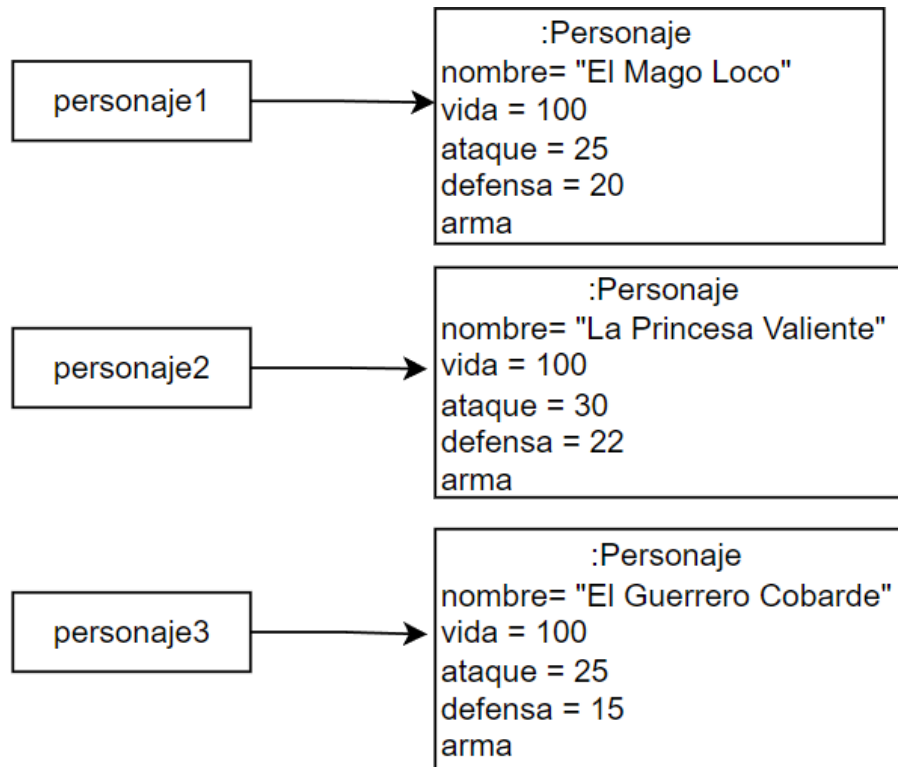 :Personaje
nombre= "El Mago Loco"
personaje1
vida = 100
ataque = 25
defensa = 20
arma
:Personaje
nombre= "La Princesa Valiente"
personaje2
vida = 100
ataque = 30
defensa = 22
arma
:Personaje
nombre= "El Guerrero Cobarde"
personaje3
vida = 100
ataque = 25
defensa = 15
arma